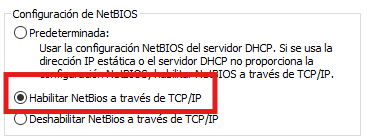 Configuración de NetBIOS
Predeterminada:
Usar la configuración NetBIOS del servidor DHCP. Si se usa la
dirección IP estática o el servidor DHCP no proporciona la
configuración NetBIOS, habilitar NetBIOS a través de TCP/IP.
Habilitar NetBios a través de TCP/IP
Deshabilitar NetBios a través de TCP/IP